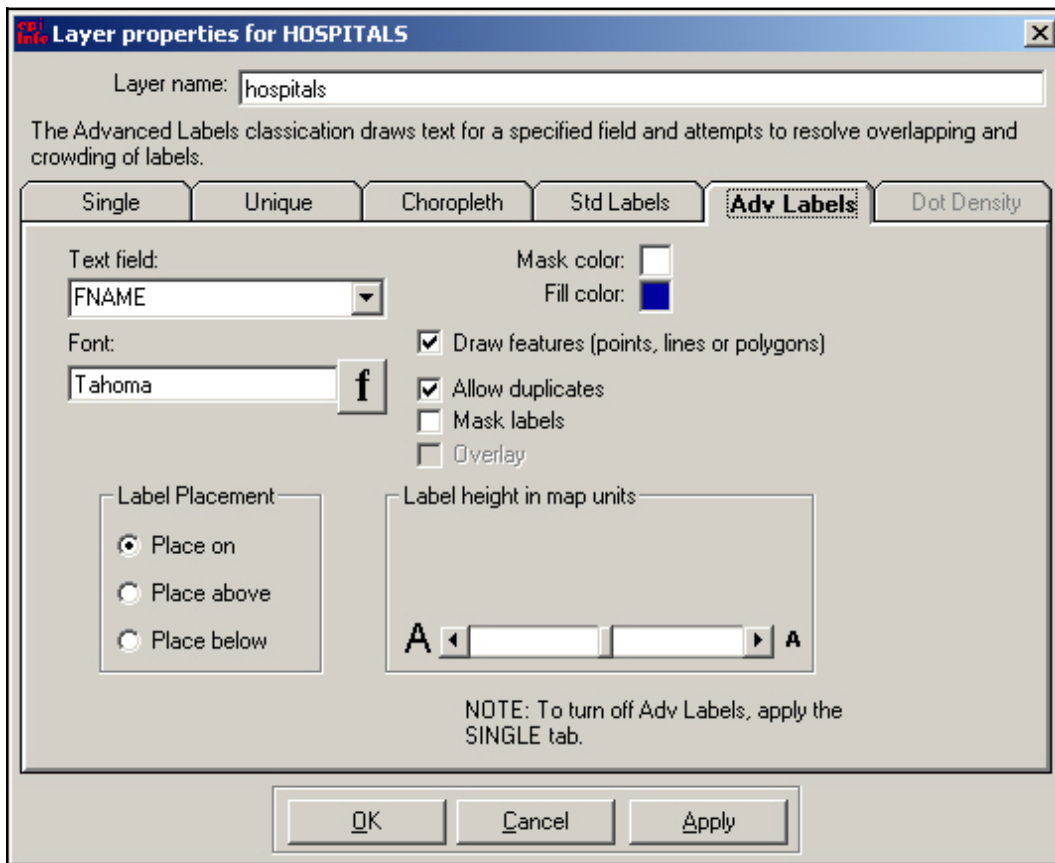 epi info Layer properties for HOSPITALS
Layer name: hospitals
The Advanced Labels classication draws text for a specified field and attempts to resolve overlapping and
crowding of labels.
Single Unique Choropleth Std Labels Adv Labels Dot Density
Text field:
FNAME
Mask color:
Fill color:
Font:
Tahoma f
Draw features (points, lines or polygons)
Allow duplicates
Mask labels
Overlay
Label Placement
Place on
Place above
Place below
Label height in map units
A A
NOTE: To turn off Adv Labels, apply the
SINGLE tab.
OK Cancel Apply